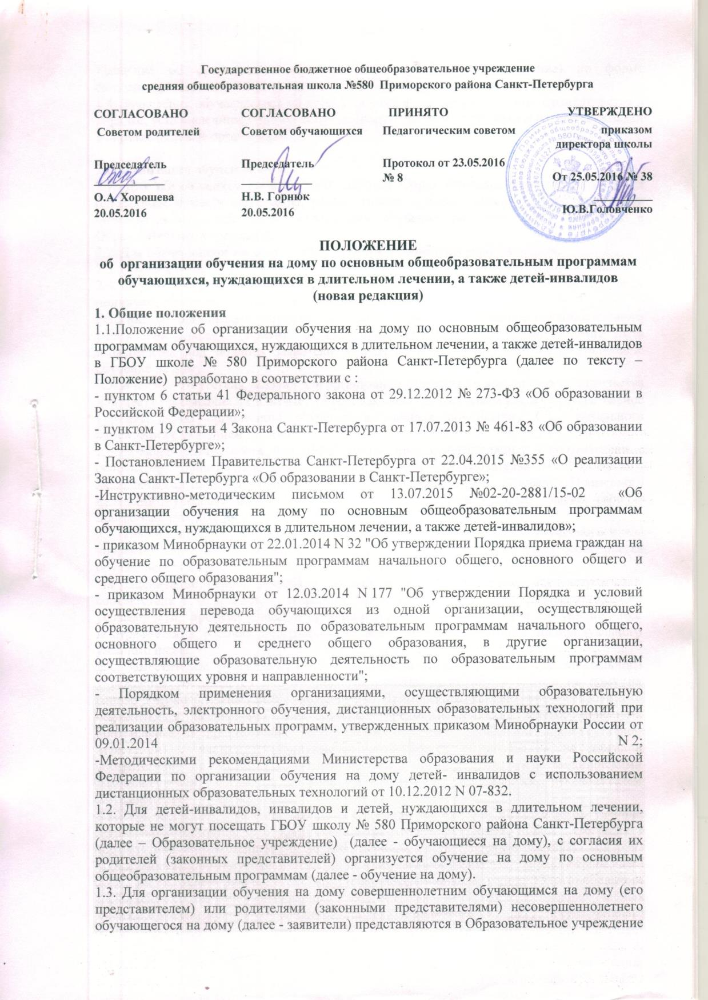 Государственное бюджетное общеобразовательное учреждение
средняя общеобразовательная школа №580 Приморского района Санкт-Петербурга
СОГЛАСОВАНО
Советом родителей
Председатель
О.А. Хорошева
20.05.2016
СОГЛАСОВАНО
Советом обучающихся
Председатель
Н.В. Горнюк
20.05.2016
ПРИНЯТО
Педагогическим советом
Протокол от 23.05.2016
№ 8
УТВЕРЖДЕНО
приказом
директора школы
От 25.05.2016 № 38
Ю.В.Головченко
ПОЛОЖЕНИЕ
об организации обучения на дому по основным общеобразовательным программам
обучающихся, нуждающихся в длительном лечении, а также детей-инвалидов
(новая редакция)
1. Общие положения
1.1.Положение об организации обучения на дому по основным общеобразовательным
программам обучающихся, нуждающихся в длительном лечении, а также детей-инвалидов
в ГБОУ школе № 580 Приморского района Санкт-Петербурга (далее по тексту –
Положение) разработано в соответствии с :
- пунктом 6 статьи 41 Федерального закона от 29.12.2012 № 273-ФЗ «Об образовании в
Российской Федерации»;
- пунктом 19 статьи 4 Закона Санкт-Петербурга от 17.07.2013 № 461-83 «Об образовании
в Санкт-Петербурге»;
- Постановлением Правительства Санкт-Петербурга от 22.04.2015 №355 «О реализации
Закона Санкт-Петербурга «Об образовании в Санкт-Петербурге»;
-Инструктивно-методическим письмом от 13.07.2015 №02-20-2881/15-02 «Об
организации обучения на дому по основным общеобразовательным программам
обучающихся, нуждающихся в длительном лечении, а также детей-инвалидов»;
- приказом Минобрнауки от 22.01.2014 N 32 "Об утверждении Порядка приема граждан на
обучение по образовательным программам начального общего, основного общего и
среднего общего образования";
- приказом Минобрнауки от 12.03.2014 N 177 "Об утверждении Порядка и условий
осуществления перевода обучающихся из одной организации, осуществляющей
образовательную деятельность по образовательным программам начального общего,
основного общего и среднего общего образования, в другие организации,
осуществляющие образовательную деятельность по образовательным программам
соответствующих уровня и направленности";
- Порядком применения организациями, осуществляющими образовательную
деятельность, электронного обучения, дистанционных образовательных технологий при
реализации образовательных программ, утвержденных приказом Минобрнауки России от
09.01.2014 N 2;
-Методическими рекомендациями Министерства образования и науки Российской
Федерации по организации обучения на дому детей- инвалидов с использованием
дистанционных образовательных технологий от 10.12.2012 N 07-832.
1.2. Для детей-инвалидов, инвалидов и детей, нуждающихся в длительном лечении,
которые не могут посещать ГБОУ школу № 580 Приморского района Санкт-Петербурга
(далее – Образовательное учреждение) (далее - обучающиеся на дому), с согласия их
родителей (законных представителей) организуется обучение на дому по основным
общеобразовательным программам (далее - обучение на дому).
1.3. Для организации обучения на дому совершеннолетним обучающимся на дому (его
представителем) или родителями (законными представителями) несовершеннолетнего
обучающегося на дому (далее - заявители) представляются в Образовательное учреждение